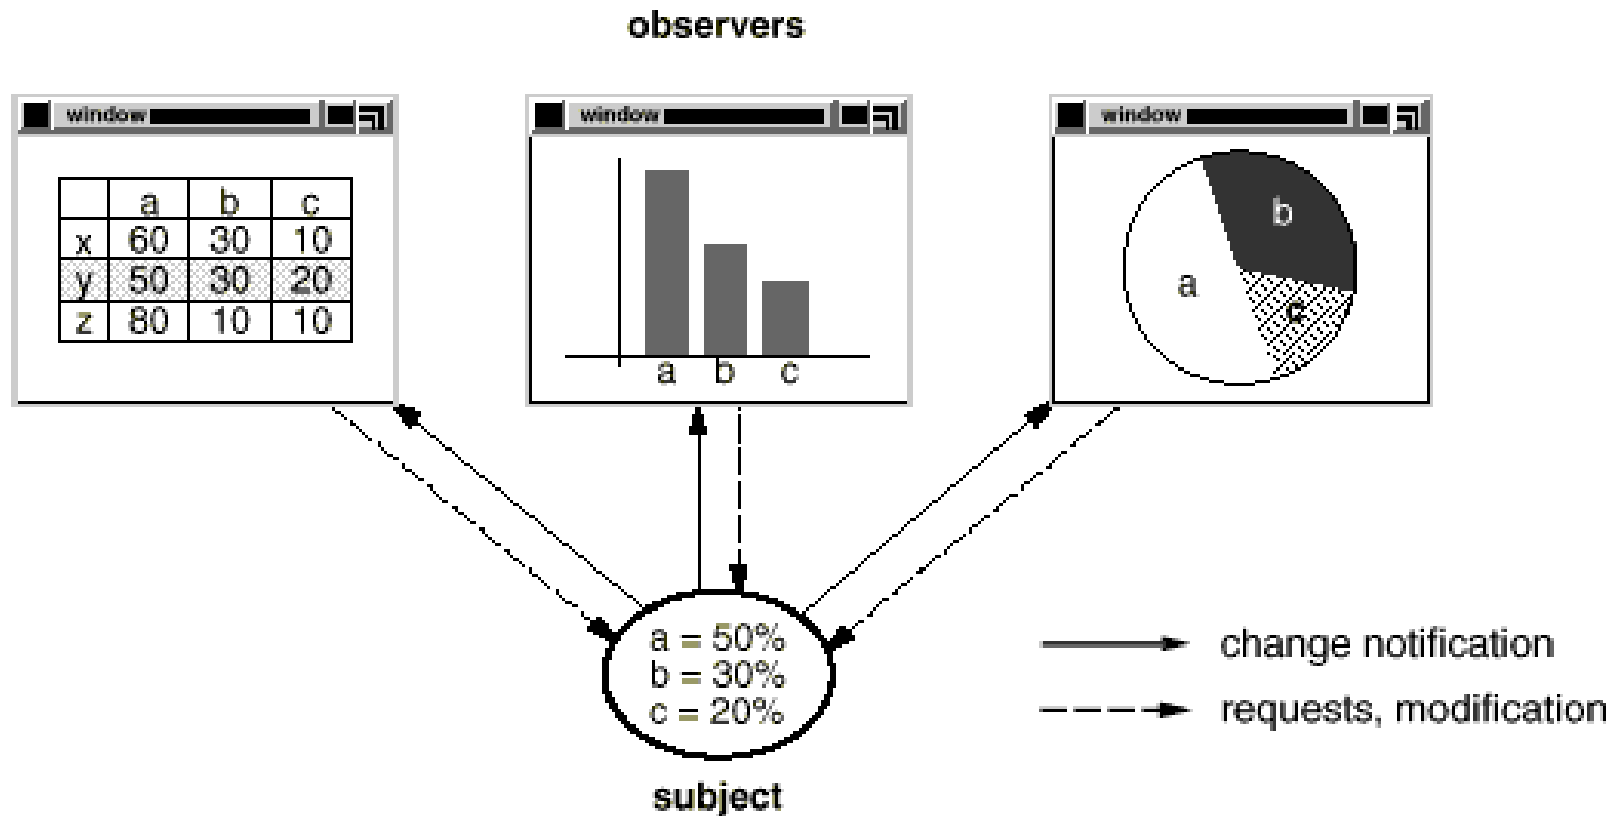 observers
window
a b c
x 60 30 10
y 50 30 20
z 80 10 10
window
a b c
window
b
a
c
a = 50%
b = 30%
c = 20%
subject
change notification
requests, modification